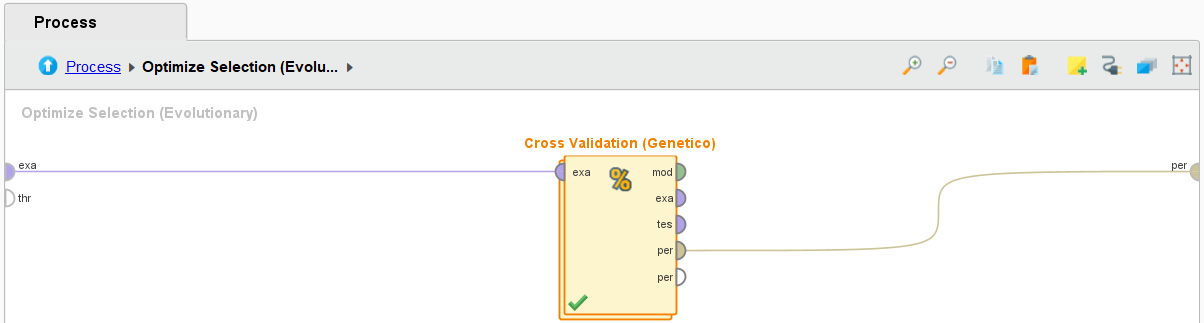 Process
Process Optimize Selection (Evolu...
Optimize Selection (Evolutionary)
Cross Validation (Genetico)
exa exa % mod per
thr exa
tes
per
per